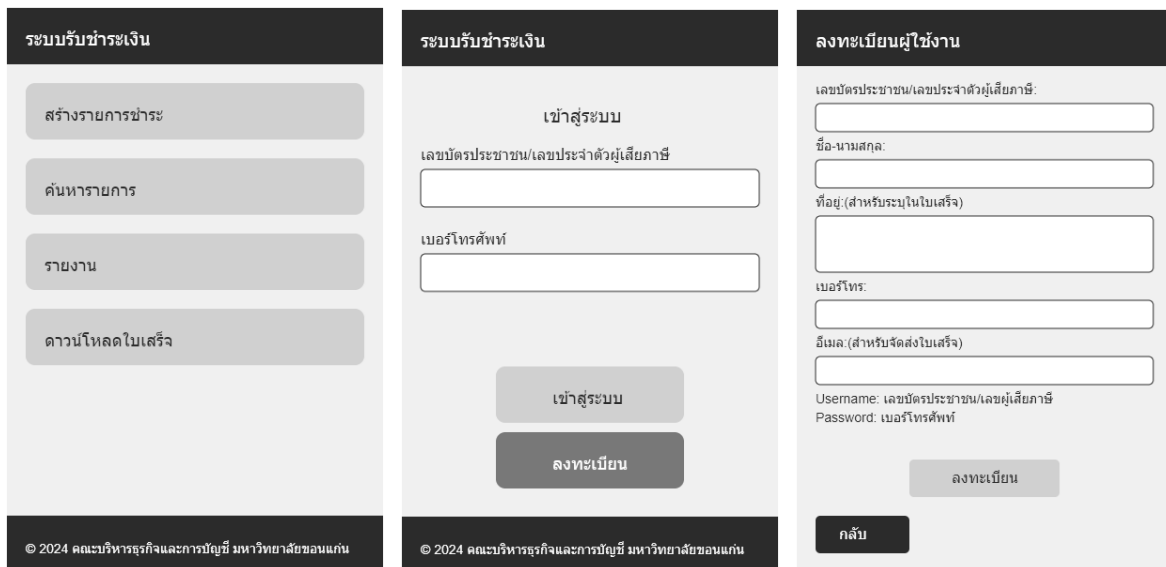 ระบบรับชำระเงิน
สร้างรายการชำระ
ค้นหารายการ
รายงาน
ดาวน์โหลดใบเสร็จ
© 2024 คณะบริหารธุรกิจและการบัญชี มหาวิทยาลัยขอนแก่น
ระบบรับชำระเงิน
เข้าสู่ระบบ
เลขบัตรประชาชน/เลขประจำตัวผู้เสียภาษี
เบอร์โทรศัพท์
เข้าสู่ระบบ
ลงทะเบียน
© 2024 คณะบริหารธุรกิจและการบัญชี มหาวิทยาลัยขอนแก่น
ลงทะเบียนผู้ใช้งาน
เลขบัตรประชาชน/เลขประจำตัวผู้เสียภาษี:
ชื่อ-นามสกุล:
ที่อยู่:(สำหรับระบุในใบเสร็จ)
เบอร์โทร:
อีเมล:(สำหรับจัดส่งใบเสร็จ)
Username: เลขบัตรประชาชน/เลขผู้เสียภาษี
Password: เบอร์โทรศัพท์
ลงทะเบียน
กลับ